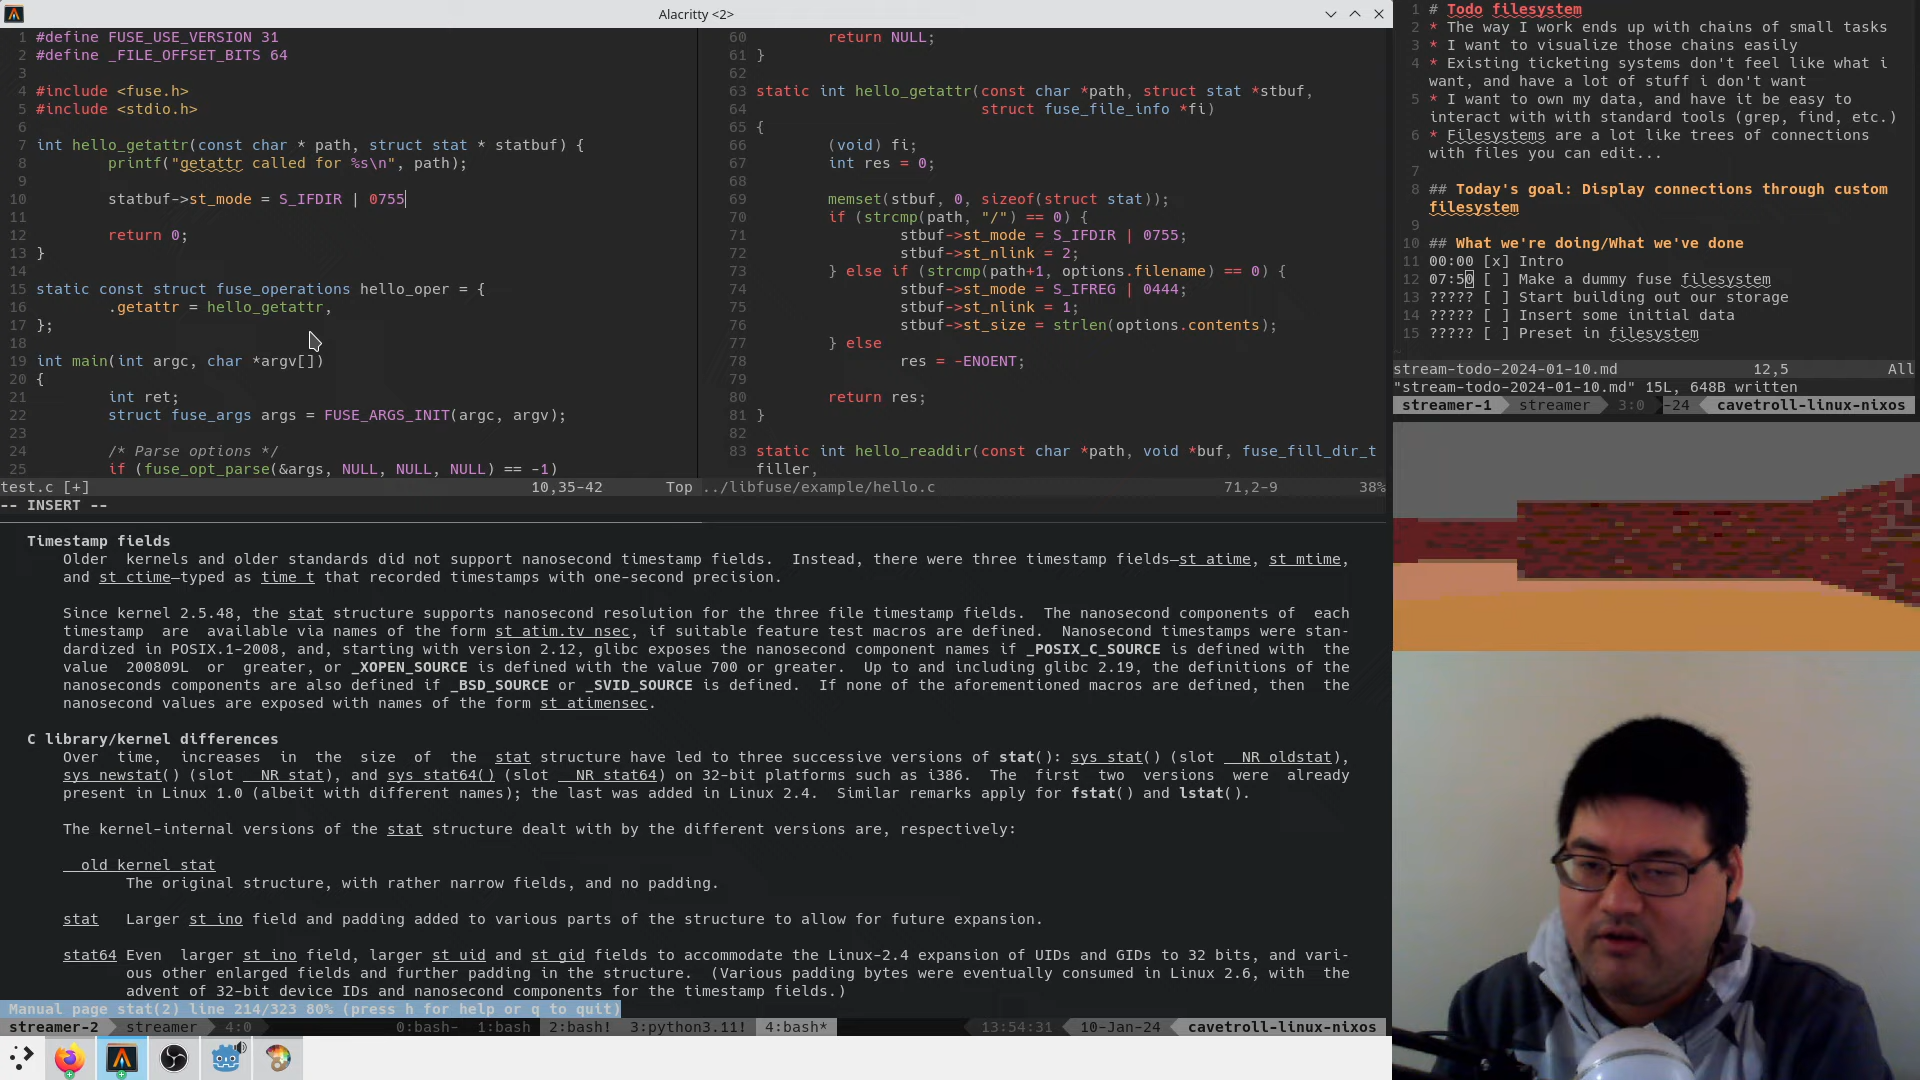 Alacritty <2>
1 #define FUSE_USE_VERSION 31
2 #define _FILE_OFFSET_BITS 64
3
4 #include <fuse.h>
5 #include <stdio.h>
6
7 int hello_getattr(const char * path, struct stat * statbuf) {
8 printf("getattr called for %s\n", path);
9
10 statbuf->st_mode = S_IFDIR | 0755
11
12 return 0;
13 }
14
15 static const struct fuse_operations hello_oper = {
16 .getattr = hello_getattr,
17 };
18
19 int main(int argc, char *argv[])
20 {
21 int ret;
22 struct fuse_args args = FUSE_ARGS_INIT(argc, argv);
23
24 /* Parse options */
25 if (fuse_opt_parse(&args, NULL, NULL, NULL) == -1)
test.c [+] 10,35-42 Top
-- INSERT --
60 return NULL;
61 }
62
63 static int hello_getattr(const char *path, struct stat *stbuf,
64 struct fuse_file_info *fi)
65 {
66 (void) fi;
67 int res = 0;
68
69 memset(stbuf, 0, sizeof(struct stat));
70 if (strcmp(path, "/") == 0) {
71 stbuf->st_mode = S_IFDIR | 0755;
72 stbuf->st_nlink = 2;
73 } else if (strcmp(path+1, options.filename) == 0) {
74 stbuf->st_mode = S_IFREG | 0444;
75 stbuf->st_nlink = 1;
76 stbuf->st_size = strlen(options.contents);
77 } else
78 res = -ENOENT;
79
80 return res;
81 }
82
83 static int hello_readdir(const char *path, void *buf, fuse_fill_dir_t
filler,
../libfuse/example/hello.c 71,2-9 38%
Timestamp fields
Older kernels and older standards did not support nanosecond timestamp fields. Instead, there were three timestamp fields—st_atime, st_mtime,
and st_ctime—typed as time_t that recorded timestamps with one-second precision.
Since kernel 2.5.48, the stat structure supports nanosecond resolution for the three file timestamp fields. The nanosecond components of each
timestamp are available via names of the form st_atim.tv_nsec, if suitable feature test macros are defined. Nanosecond timestamps were stan-
dardized in POSIX.1-2008, and, starting with version 2.12, glibc exposes the nanosecond component names if _POSIX_C_SOURCE is defined with the
value 200809L or greater, or _XOPEN_SOURCE is defined with the value 700 or greater. Up to and including glibc 2.19, the definitions of the
nanoseconds components are also defined if _BSD_SOURCE or _SVID_SOURCE is defined. If none of the aforementioned macros are defined, then the
nanosecond values are exposed with names of the form st_atimensec.
C library/kernel differences
Over time, increases in the size of the stat structure have led to three successive versions of stat(): sys_stat() (slot __NR_oldstat),
sys_newstat() (slot __NR_stat), and sys_stat64() (slot __NR_stat64) on 32-bit platforms such as i386. The first two versions were already
present in Linux 1.0 (albeit with different names); the last was added in Linux 2.4. Similar remarks apply for fstat() and lstat().
The kernel-internal versions of the stat structure dealt with by the different versions are, respectively:
__old_kernel_stat
The original structure, with rather narrow fields, and no padding.
stat Larger st_ino field and padding added to various parts of the structure to allow for future expansion.
stat64 Even larger st_ino field, larger st_uid and st_gid fields to accommodate the Linux-2.4 expansion of UIDs and GIDs to 32 bits, and vari-
ous other enlarged fields and further padding in the structure. (Various padding bytes were eventually consumed in Linux 2.6, with the
advent of 32-bit device IDs and nanosecond components for the timestamp fields.)
Manual page stat(2) line 214/323 80% (press h for help or q to quit)
streamer-2 streamer 4:0 0:bash- 1:bash 2:bash! 3:python3.11! 4:bash* 13:54:31 10-Jan-24 cavetroll-linux-nixos
1 # Todo filesystem
2 * The way I work ends up with chains of small tasks
3 * I want to visualize those chains easily
4 * Existing ticketing systems don't feel like what i
want, and have a lot of stuff i don't want
5 * I want to own my data, and have it be easy to
interact with with standard tools (grep, find, etc.)
6 * Filesystems are a lot like trees of connections
with files you can edit...
7
8 ## Today's goal: Display connections through custom
filesystem
9
10 ## What we're doing/What we've done
11 00:00 [x] Intro
12 07:50 [ ] Make a dummy fuse filesystem
13 ????? [ ] Start building out our storage
14 ????? [ ] Insert some initial data
15 ????? [ ] Preset in filesystem
~
stream-todo-2024-01-10.md 12,5 All
"stream-todo-2024-01-10.md" 15L, 648B written
streamer-1 streamer 3:0 -24 cavetroll-linux-nixos